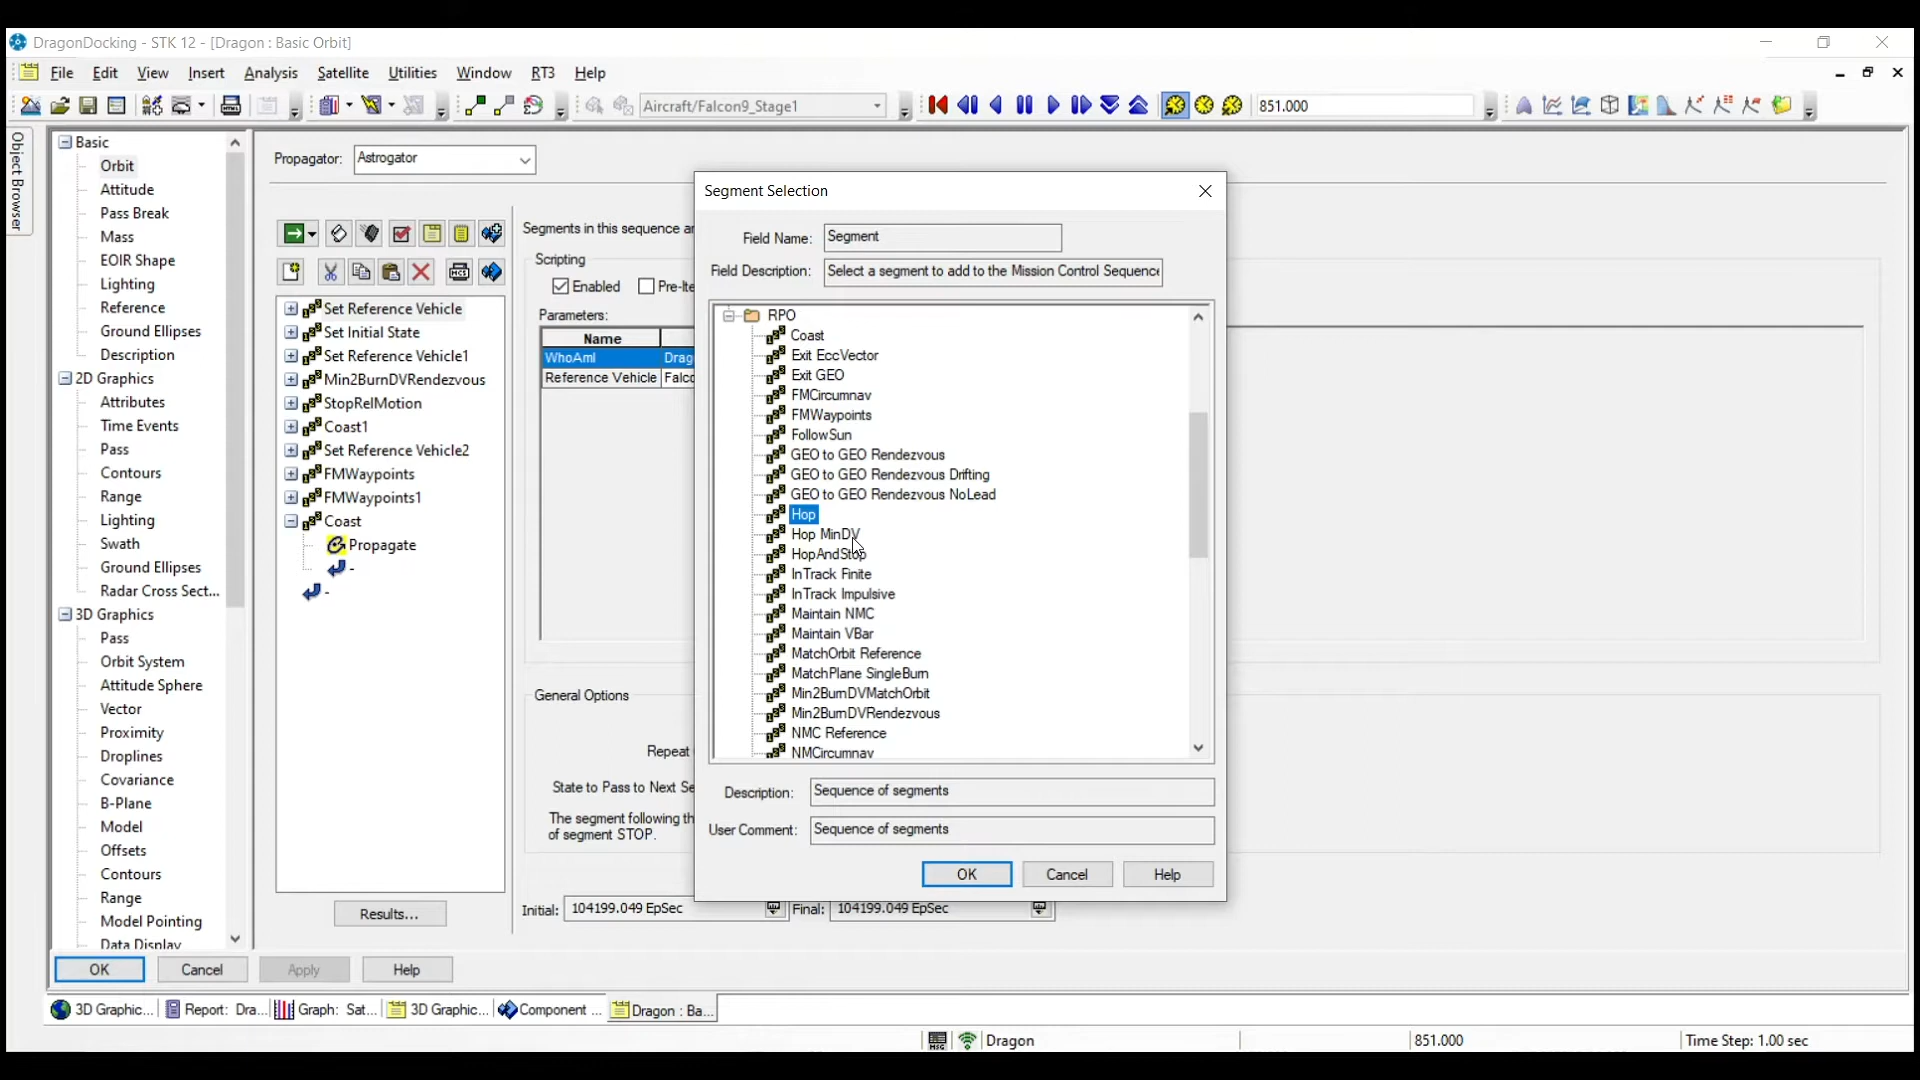 DragonDocking - STK 12 - [Dragon : Basic Orbit]
File Edit View Insert Analysis Satellite Utilities Window RT3 Help
Aircraft/Falcon9_Stage1
851.000
Object Browser
Basic
Orbit
Attitude
Pass Break
Mass
EOIR Shape
Lighting
Reference
Ground Ellipses
Description
2D Graphics
Attributes
Time Events
Pass
Contours
Range
Lighting
Swath
Ground Ellipses
Radar Cross Sect...
3D Graphics
Pass
Orbit System
Attitude Sphere
Vector
Proximity
Droplines
Covariance
B-Plane
Model
Offsets
Contours
Range
Model Pointing
Data Display
Propagator: Astrogator
Set Reference Vehicle
Set Initial State
Set Reference Vehicle1
Min2BurnDVRendezvous
StopRelMotion
Coast1
Set Reference Vehicle2
FMWaypoints
FMWaypoints1
Coast
Propagate
-
-
Results...
Segments in this sequence ar
Scripting
Enabled Pre-Ite
Parameters:
Name
WhoAmI Drag
Reference Vehicle Falc
General Options
Repeat
State to Pass to Next Se
The segment following th
of segment STOP.
Initial: 104199.049 EpSec Final: 104199.049 EpSec
Segment Selection
Field Name: Segment
Field Description: Select a segment to add to the Mission Control Sequence
RPO
Coast
Exit EccVector
Exit GEO
FMCircumnav
FMWaypoints
FollowSun
GEO to GEO Rendezvous
GEO to GEO Rendezvous Drifting
GEO to GEO Rendezvous NoLead
Hop
Hop MinDV
HopAndStop
InTrack Finite
InTrack Impulsive
Maintain NMC
Maintain VBar
MatchOrbit Reference
MatchPlane SingleBurn
Min2BurnDVMatchOrbit
Min2BurnDVRendezvous
NMC Reference
NMCircumnav
Description: Sequence of segments
User Comment: Sequence of segments
OK Cancel Help
OK Cancel Apply Help
3D Graphic... Report: Dra... Graph: Sat... 3D Graphic... Component ... Dragon : Ba...
MSG Dragon 851.000 Time Step: 1.00 sec